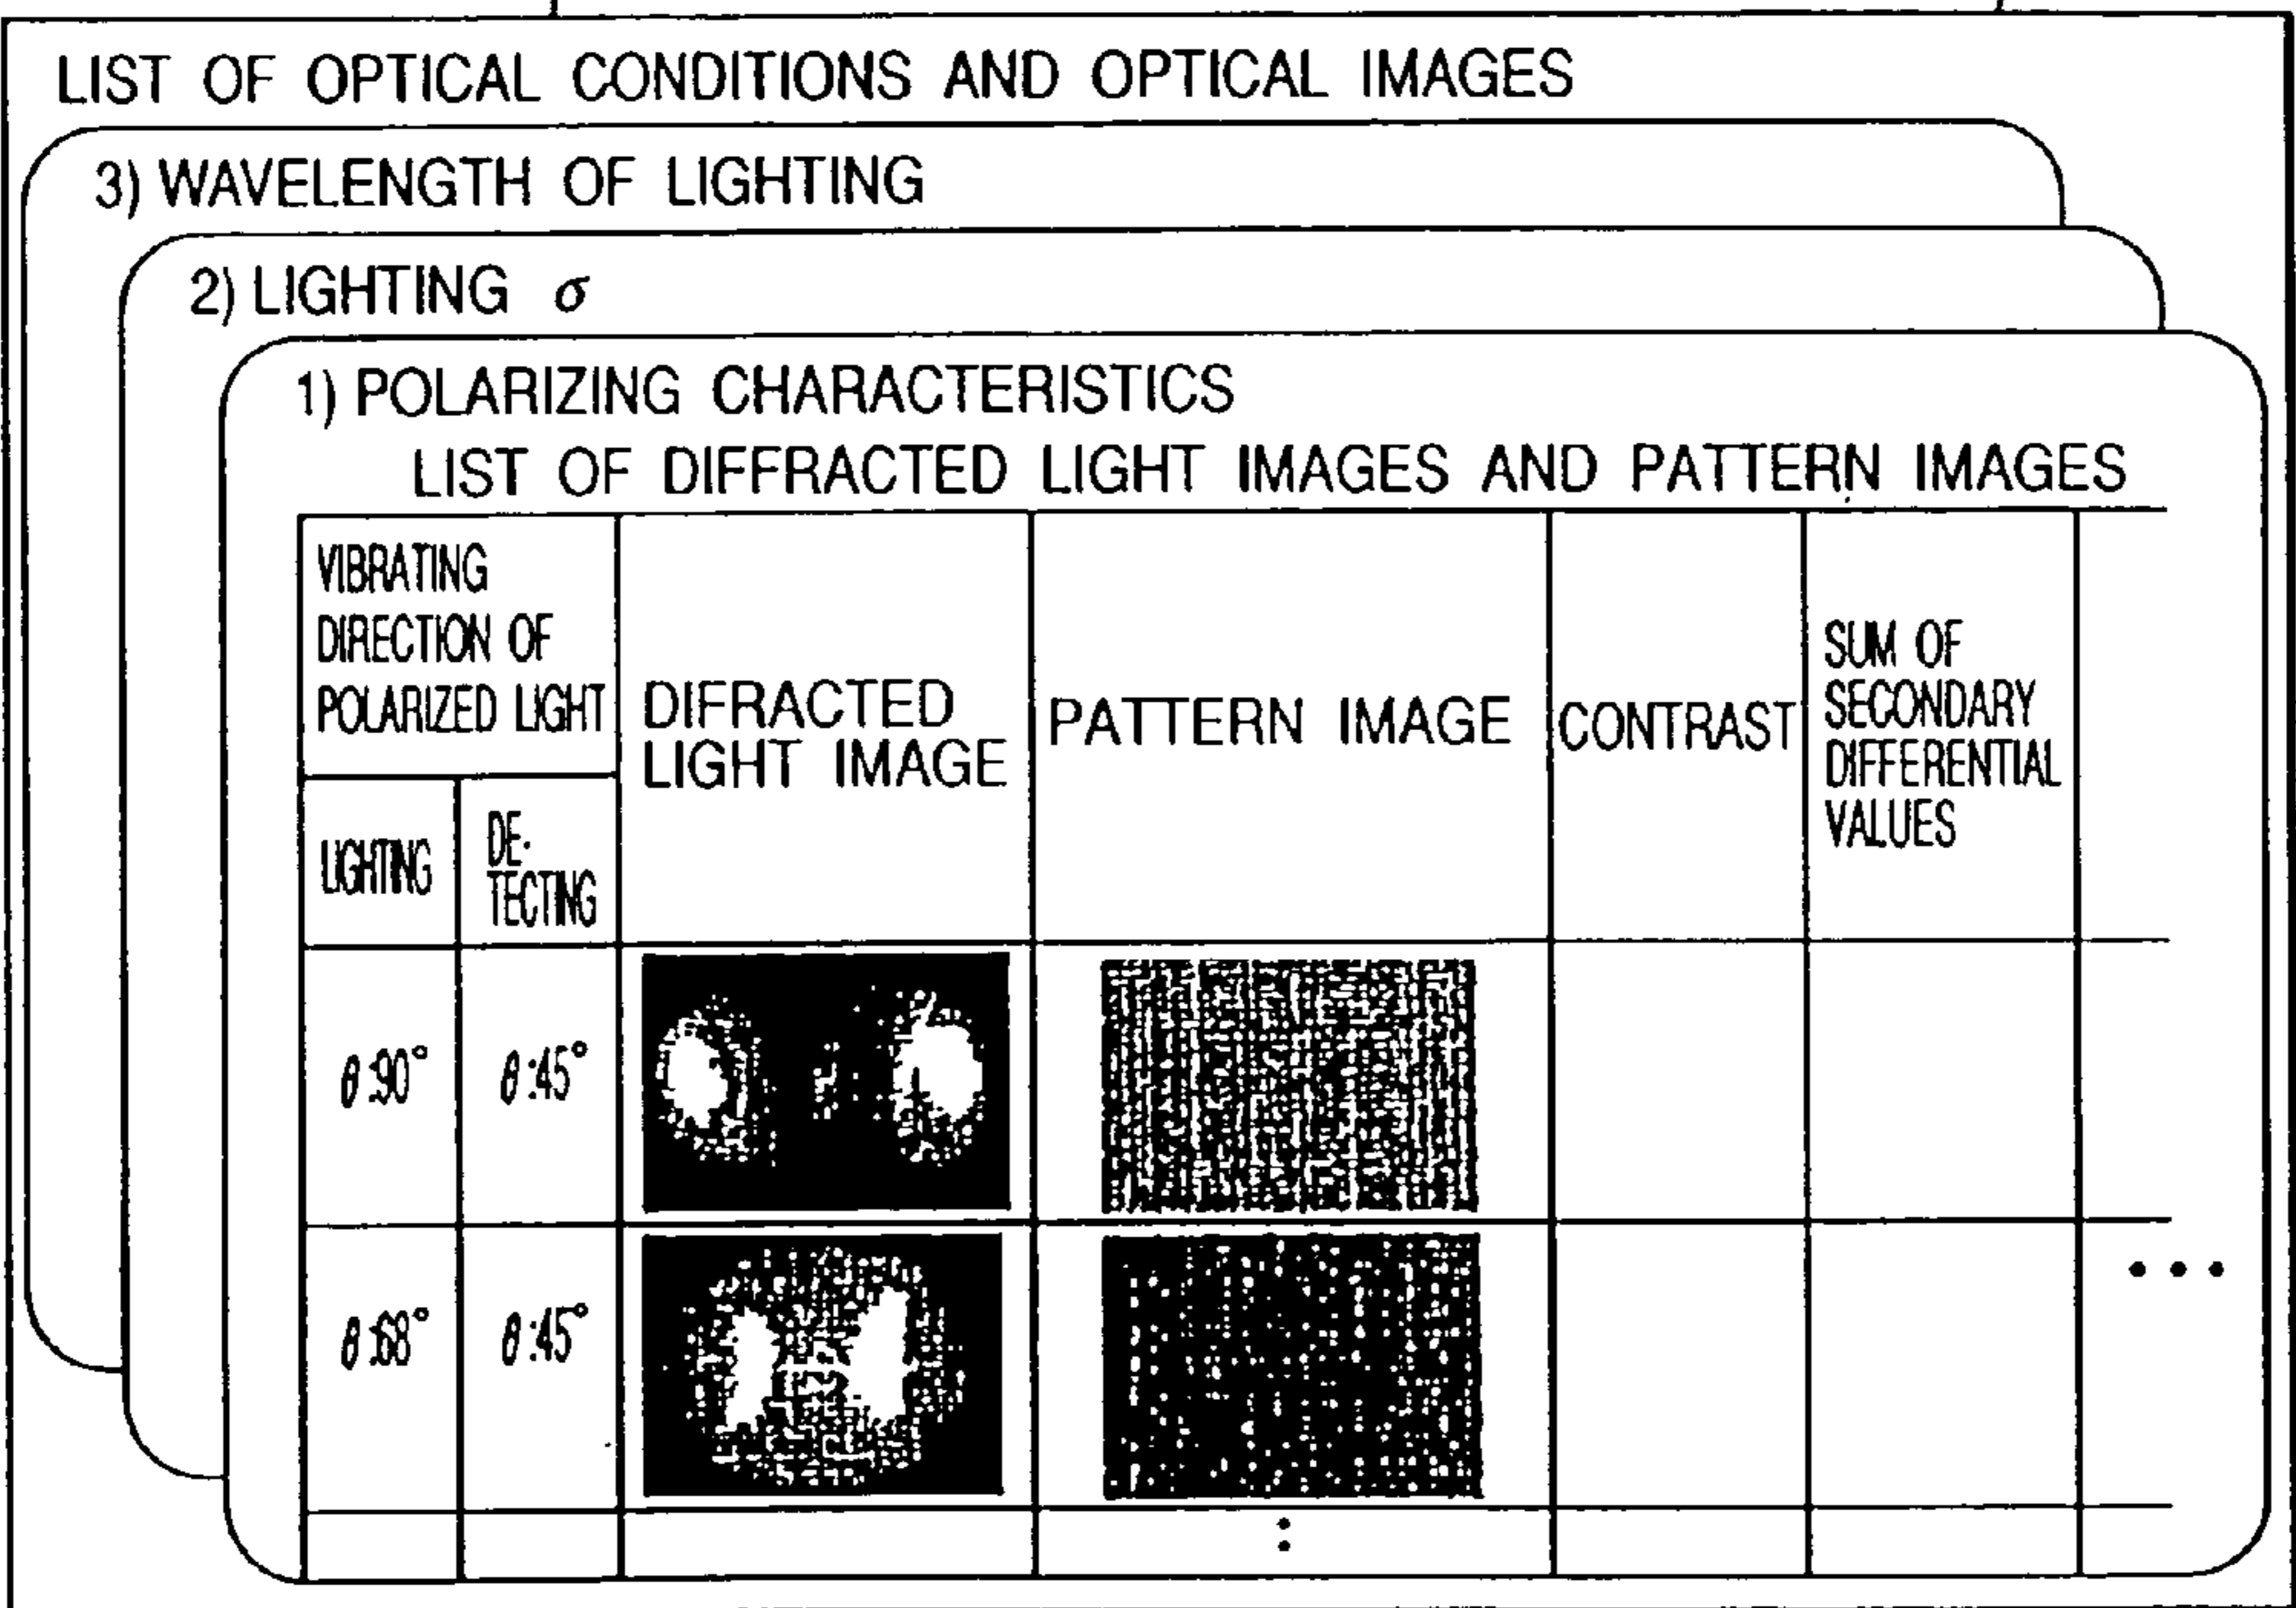 LIST OF OPTICAL CONDITIONS AND OPTICAL IMAGES
3) WAVELENGTH OF LIGHTING
2) LIGHTING σ
1) POLARIZING CHARACTERISTICS
LIST OF DIFFRACTED LIGHT IMAGES AND PATTERN IMAGES
VIBRATING
DIRECTION OF
POLARIZED LIGHT
LIGHTING
DE-
TECTING
DIFRACTED
LIGHT IMAGE
PATTERN IMAGE
CONTRAST
SUM OF
SECONDARY
DIFFERENTIAL
VALUES
θ:90°
θ:45°
θ:68°
θ:45°